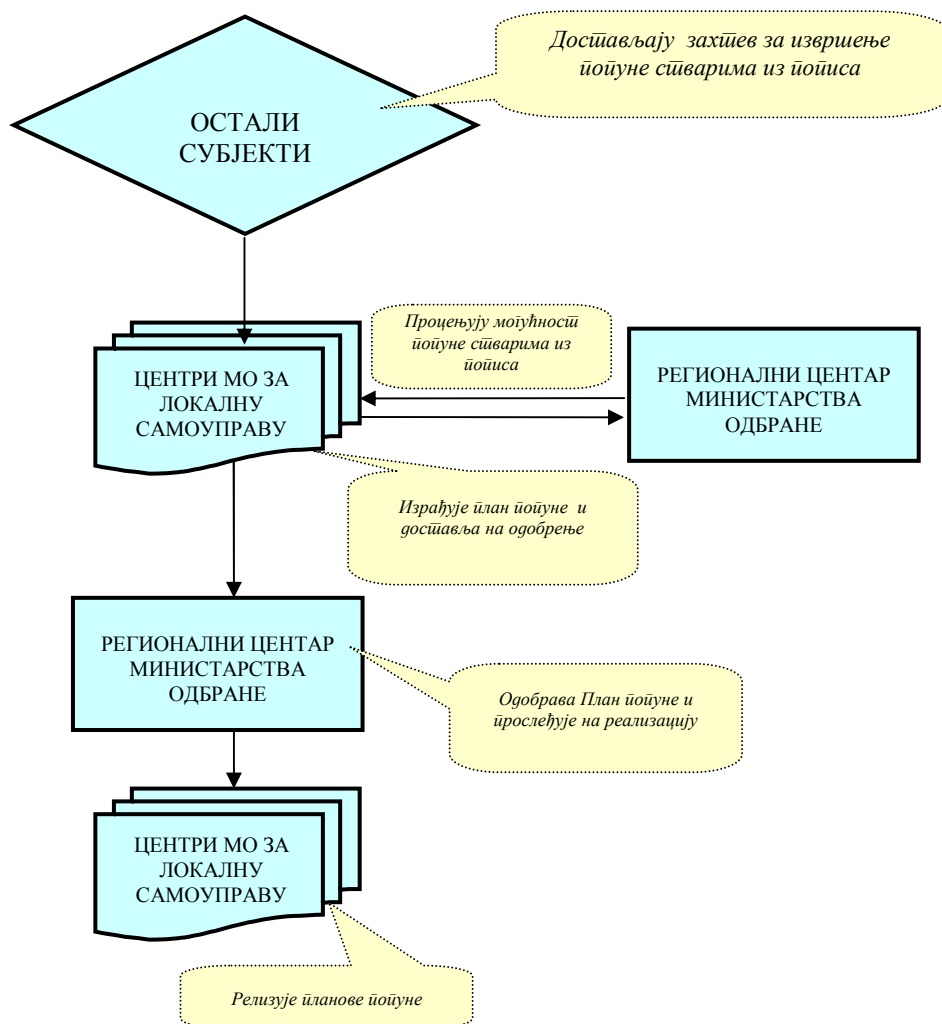 Достављају захтев за извршење
попуне стварима из пописа
ОСТАЛИ
СУБЈЕКТИ
Процењују могућност
попуне стварима из
пописа
ЦЕНТРИ МО ЗА
ЛОКАЛНУ
САМОУПРАВУ
РЕГИОНАЛНИ ЦЕНТАР
МИНИСТАРСТВА
ОДБРАНЕ
Израђује план попуне и
доставља на одобрење
РЕГИОНАЛНИ ЦЕНТАР
МИНИСТАРСТВА
ОДБРАНЕ
Одобрава План попуне и
прослеђује на реализацију
ЦЕНТРИ МО ЗА
ЛОКАЛНУ
САМОУПРАВУ
Релизује планове попуне